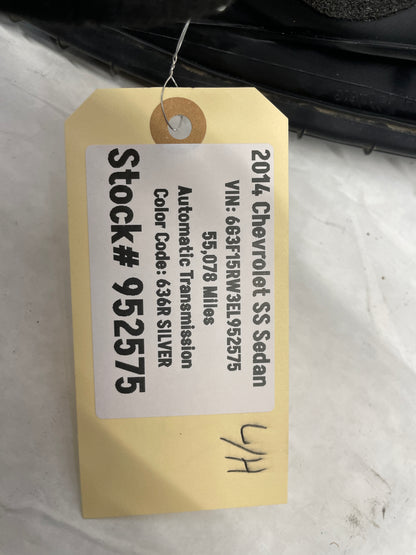 2014 Chevrolet SS Sedan
VIN: 6G3F15RW3EL952575
55,078 Miles
Automatic Transmission
Color Code: 636R SILVER
Stock# 952575
L/H